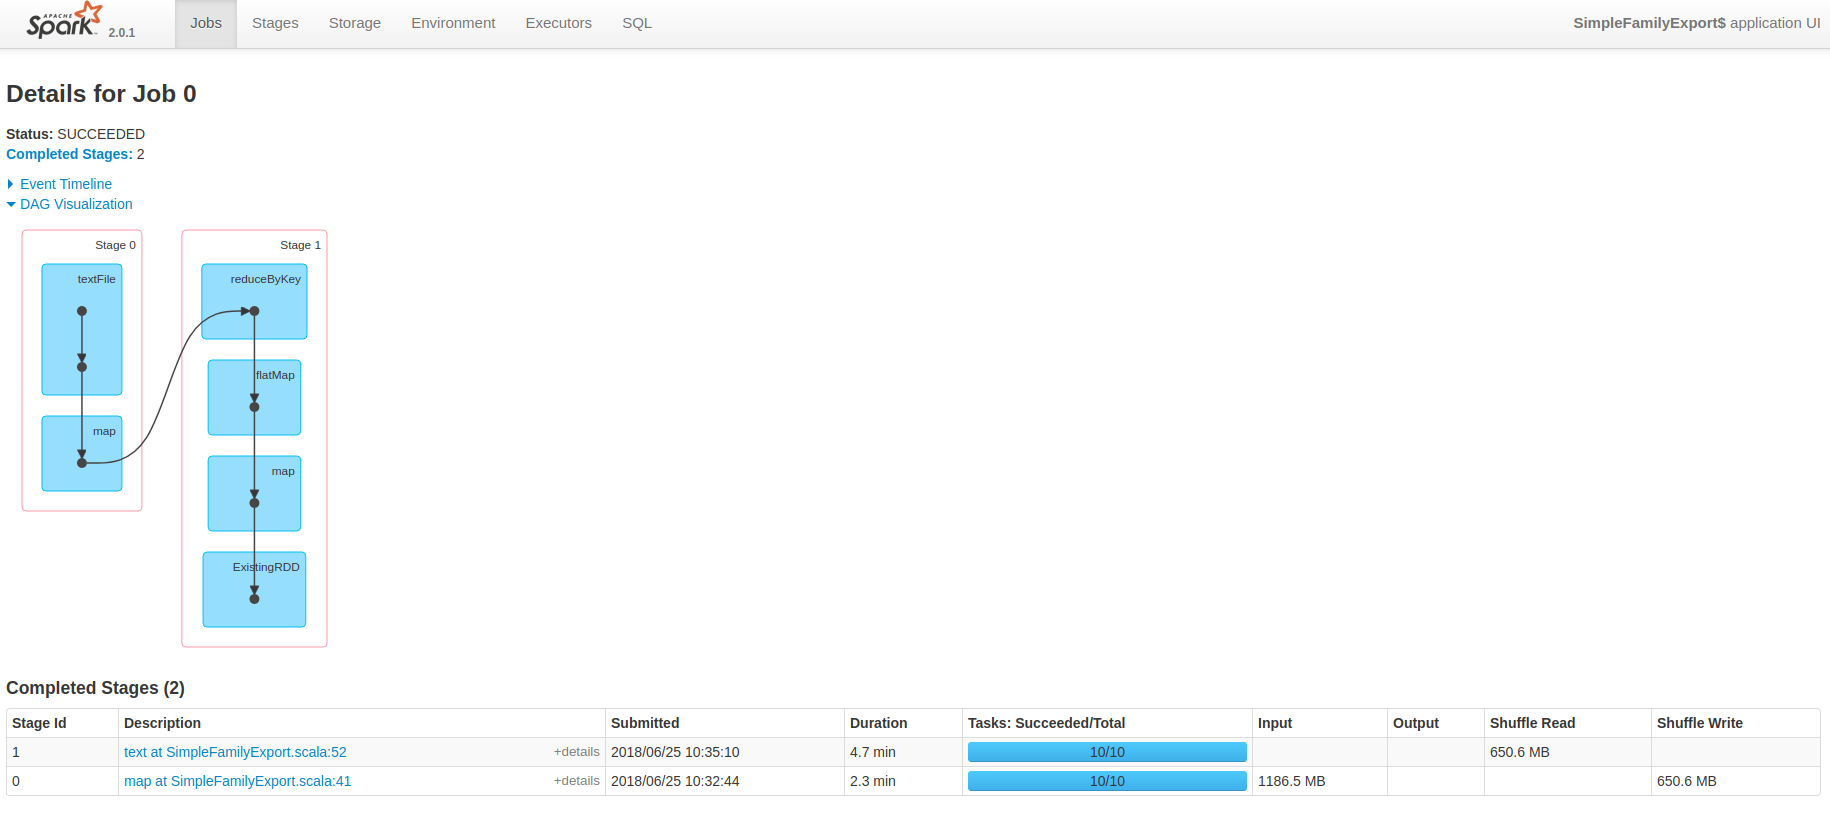 APACHE
Spark 2.0.1 Jobs Stages Storage Environment Executors SQL SimpleFamilyExport$ application UI
Details for Job 0
Status: SUCCEEDED
Completed Stages: 2
Event Timeline
DAG Visualization
Stage 0 Stage 1
textFile reduceByKey
flatMap
map
map
ExistingRDD
Completed Stages (2)
Stage Id Description Submitted Duration Tasks: Succeeded/Total Input Output Shuffle Read Shuffle Write
1 text at SimpleFamilyExport.scala:52 +details 2018/06/25 10:35:10 4.7 min 10/10 650.6 MB
0 map at SimpleFamilyExport.scala:41 +details 2018/06/25 10:32:44 2.3 min 10/10 1186.5 MB 650.6 MB